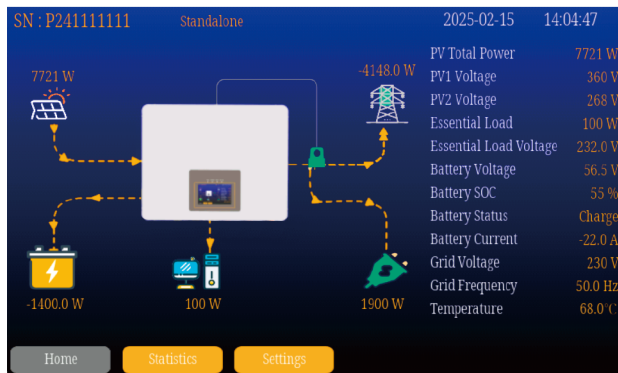 SN : P241111111 Standalone 2025-02-15 14:04:47
7721 W
-4148.0 W
-1400.0 W
100 W
1900 W
PV Total Power 7721 W
PV1 Voltage 360 V
PV2 Voltage 268 V
Essential Load 100 W
Essential Load Voltage 232.0 V
Battery Voltage 56.5 V
Battery SOC 55 %
Battery Status Charge
Battery Current -22.0 A
Grid Voltage 230 V
Grid Frequency 50.0 Hz
Temperature 68.0°C
Home Statistics Settings